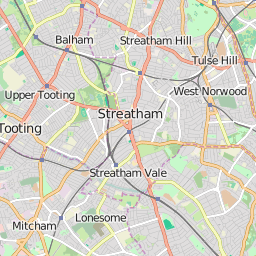 Balham
Streatham Hill
Tulse Hill
Upper Tooting
West Norwood
Streatham
Tooting
Streatham Vale
Lonesome
Mitcham